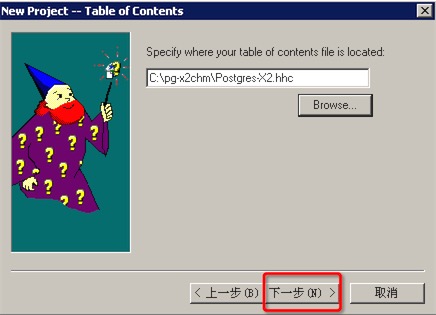 New Project -- Table of Contents
Specify where your table of contents file is located:
C:\pg-x2chm\Postgres-X2.hhc
Browse...
< 上一步(B) 下一步(N) > 取消